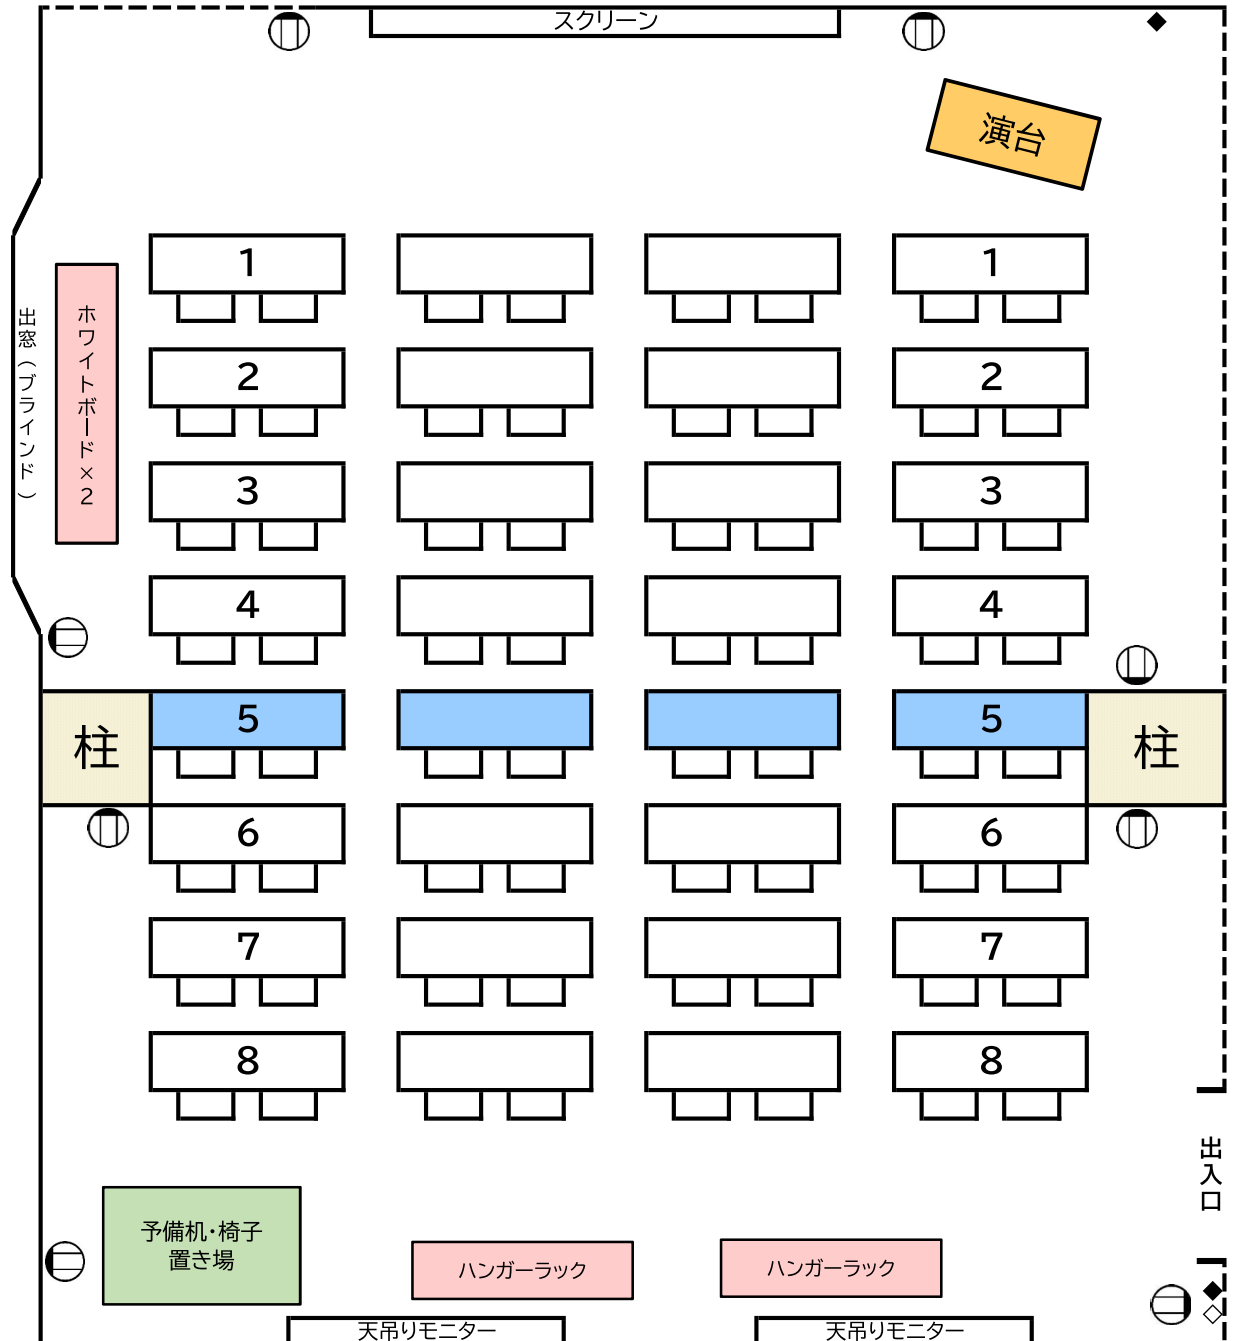 スクリーン
演台
1
1
出窓（ブラインド）
ホワイトボード×2
2
2
3
3
4
4
柱
5
5
柱
6
6
7
7
8
8
出入口
予備机・椅子
置き場
ハンガーラック
ハンガーラック
天吊りモニター
天吊りモニター